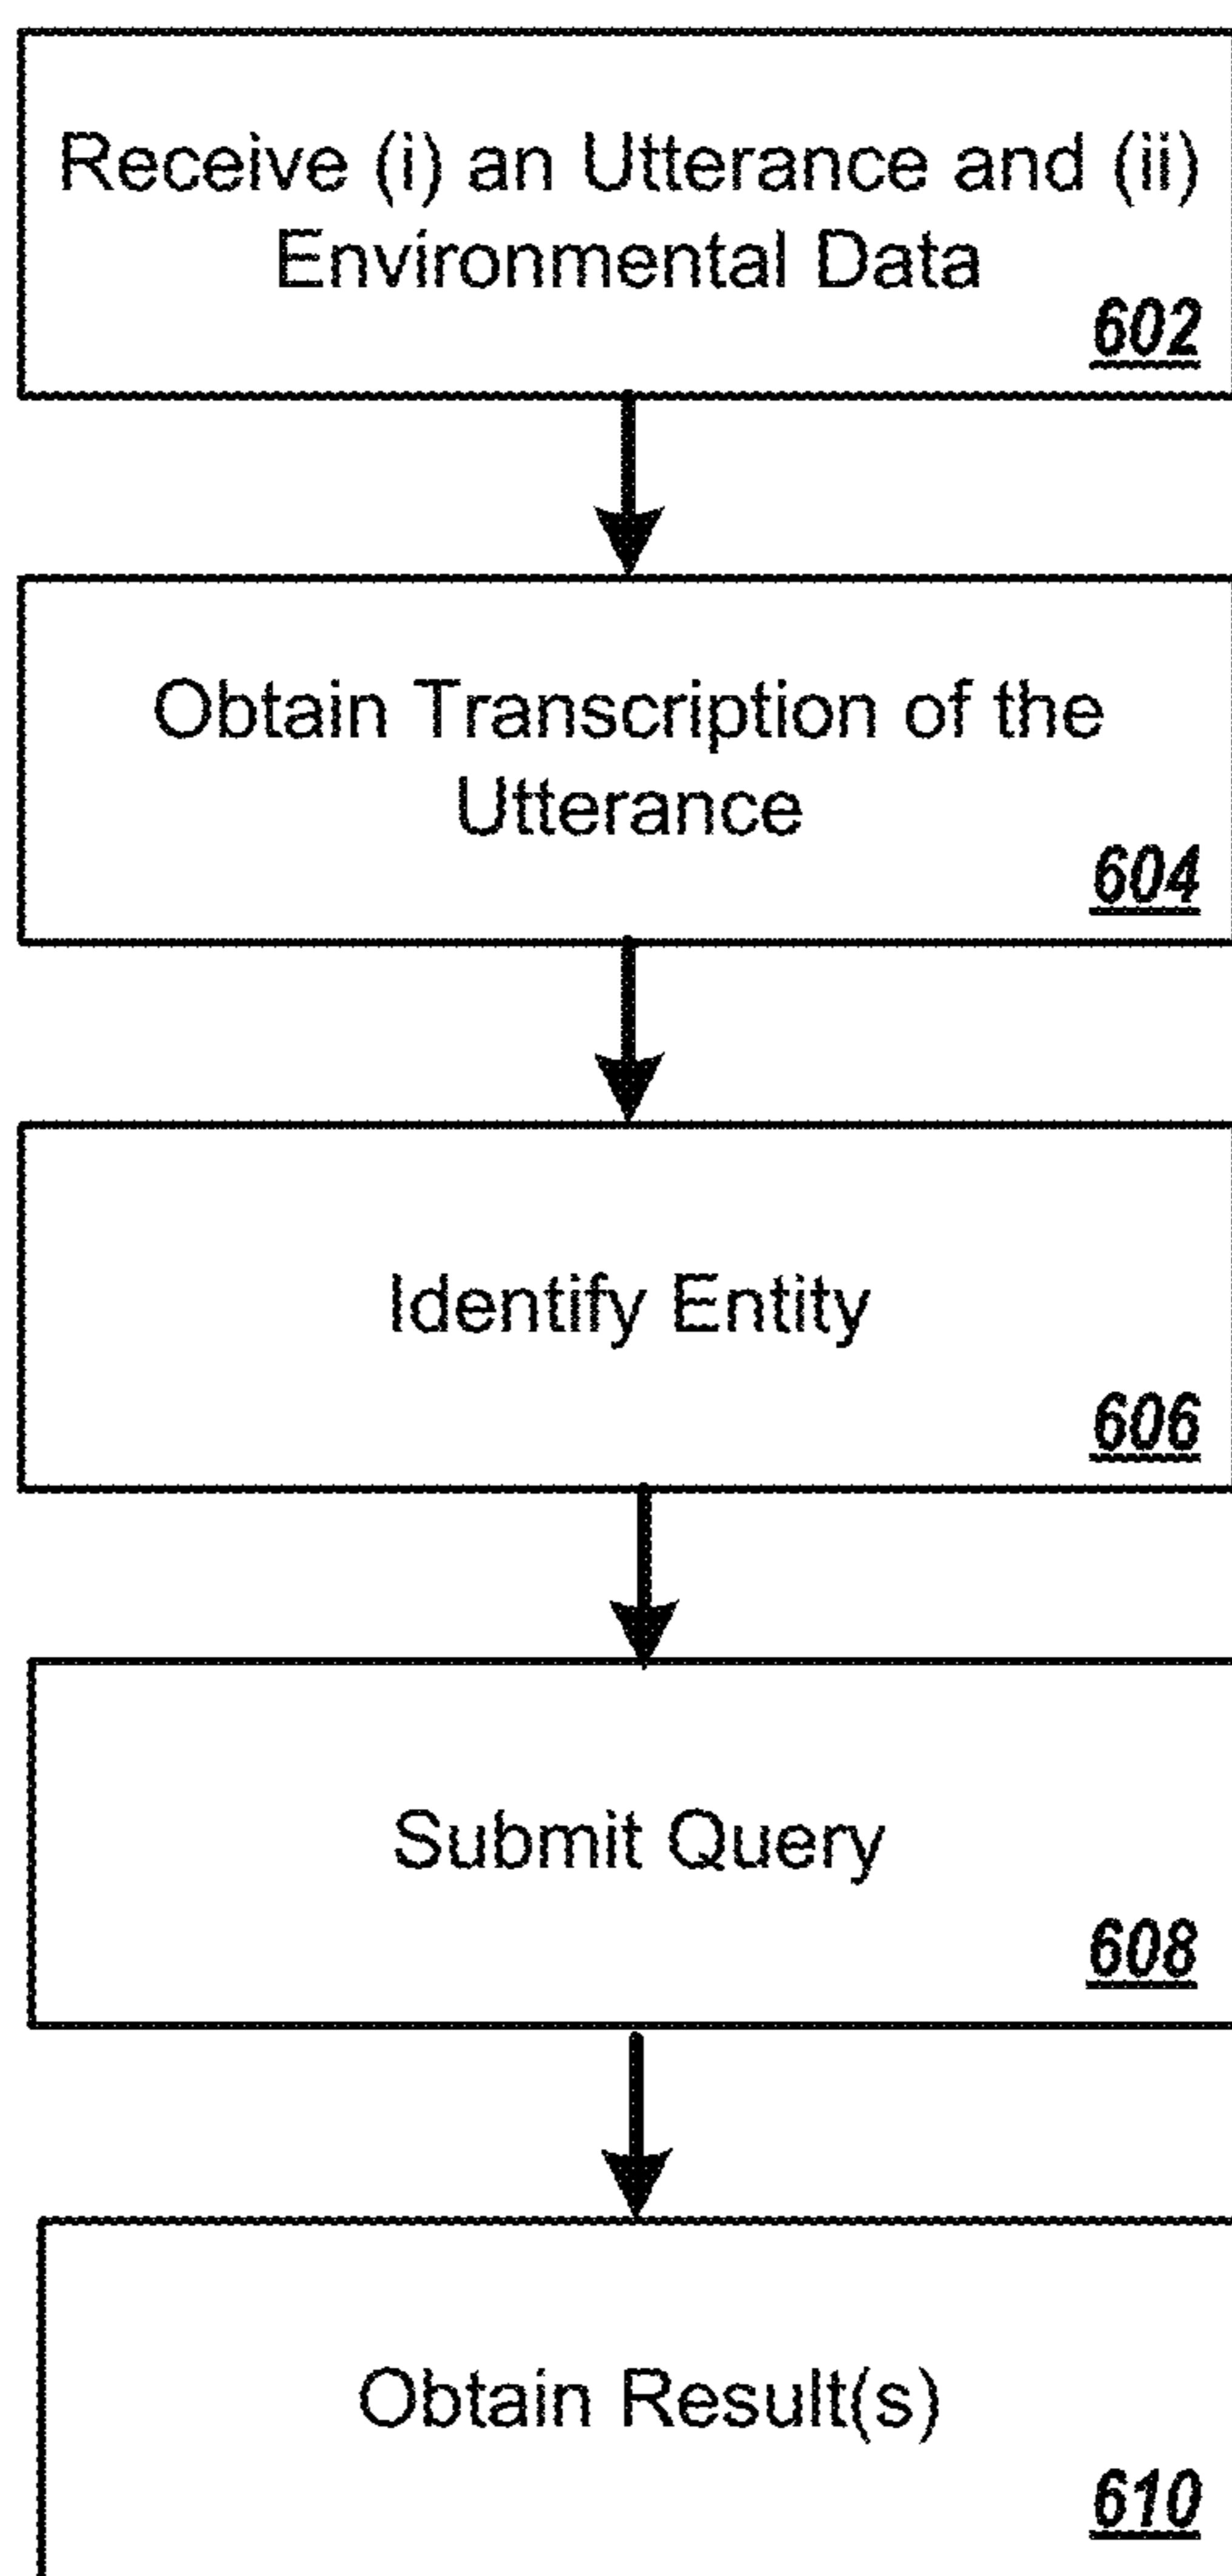 Receive (i) an Utterance and (ii)
Environmental Data
602
Obtain Transcription of the
Utterance
604
Identify Entity
606
Submit Query
608
Obtain Result(s)
610